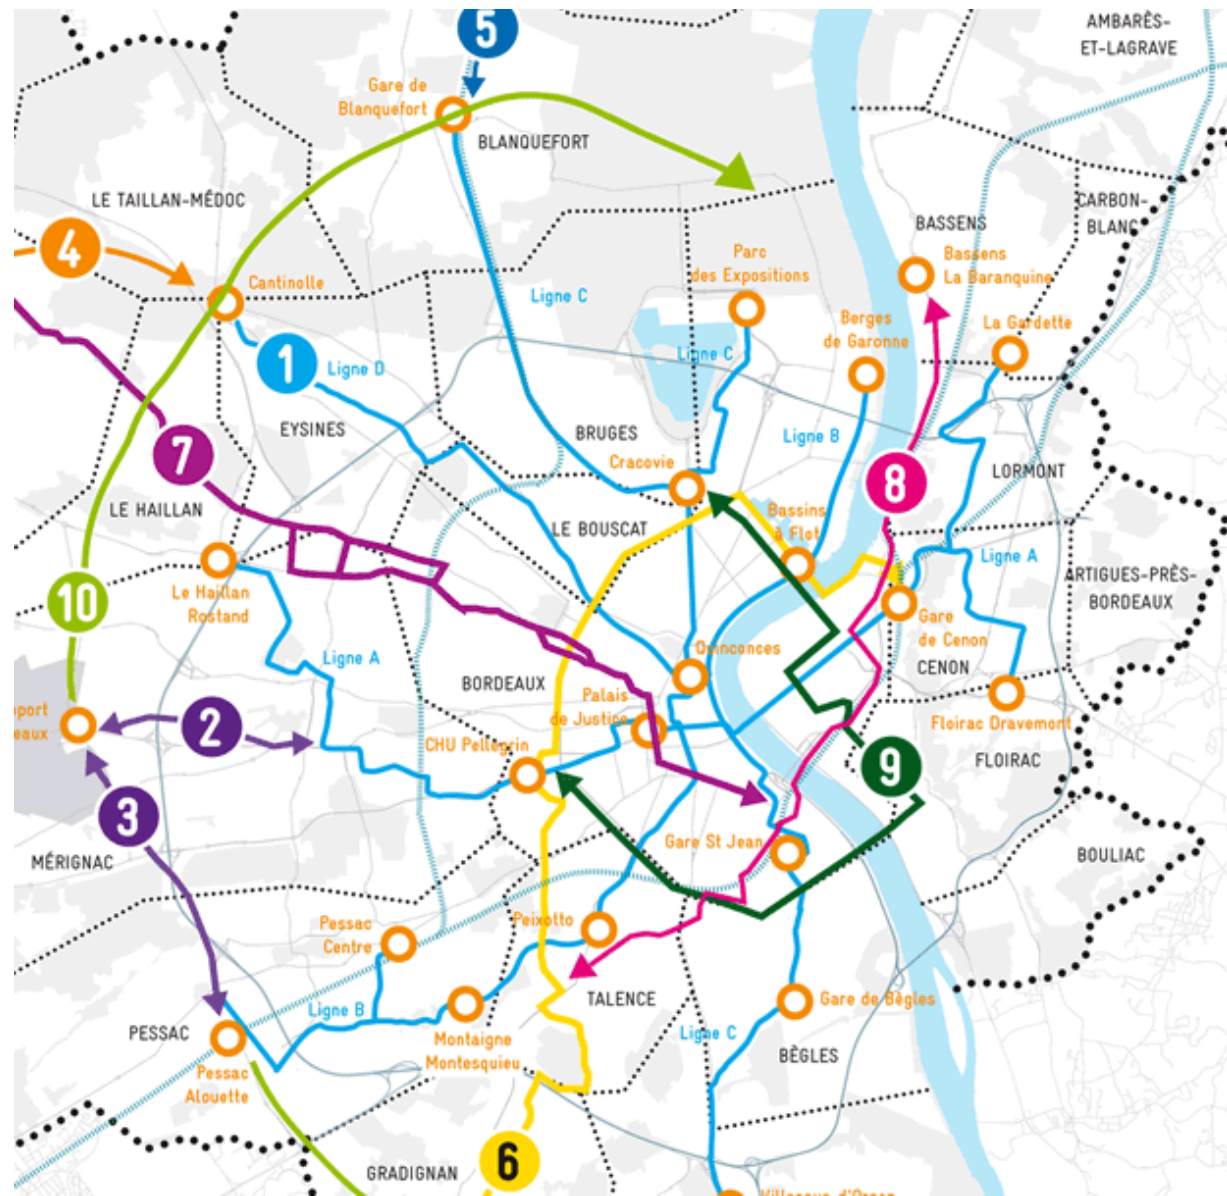 5
AMBARÈS-
ET-LAGRAVE
Gare de
Blanquefort
BLANQUEFORT
LE TAILLAN-MÉDOC
CARBON-
BLANC
BASSENS
4
Cantinolle
Parc
des Expositions
Bassens
La Baranquine
Ligne C
Berges
de Garonne
La Gardette
1
Ligne D
Ligne C
EYSINES
BRUGES
Ligne B
7
Cracovie
8
LORMONT
LE HAILLAN
LE BOUSCAT
Bassins
à Flot
Ligne A
10
Le Haillan
Rostand
ARTIGUES-PRÈS-
BORDEAUX
Gare
de Cenon
Ligne A
Quinconces
CENON
BORDEAUX
Palais
de Justice
Floirac Dravemont
port
eaux
2
CHU Pellegrin
9
FLOIRAC
3
Gare St Jean
MÉRIGNAC
BOULIAC
Pessac
Centre
Peixotto
TALENCE
Gare de Bègles
Ligne B
PESSAC
Montaigne
Montesquieu
Ligne C
BÈGLES
Pessac
Alouette
6
GRADIGNAN
Villenave d'Ornon